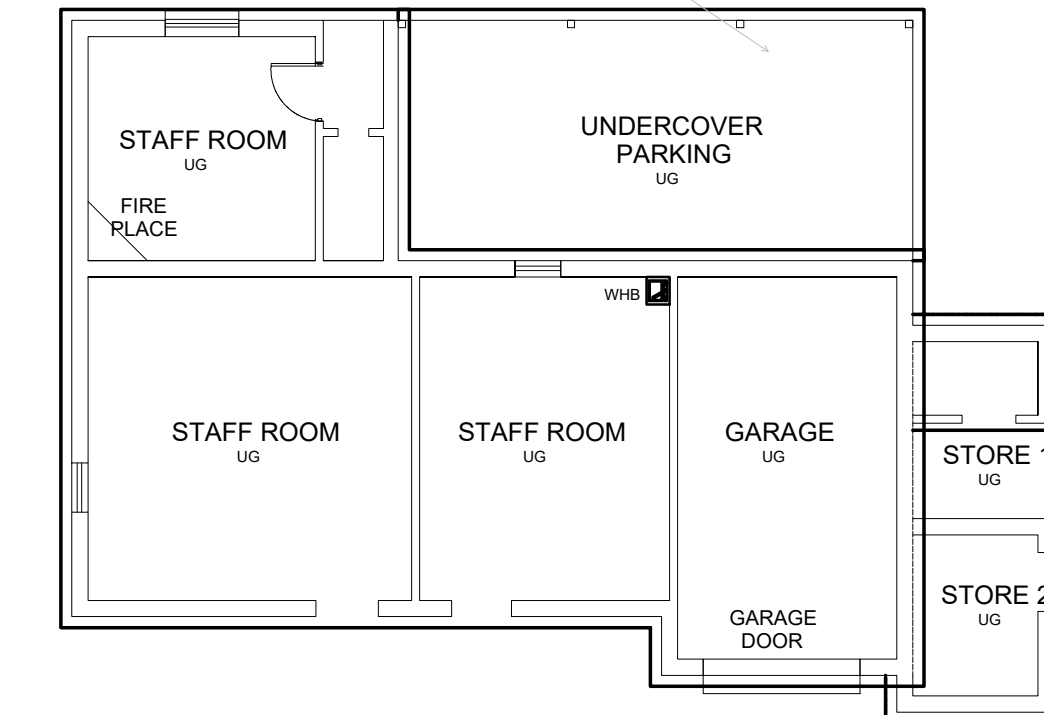 STAFF ROOM
UG
FIRE
PLACE
UNDERCOVER
PARKING
UG
WHB
STAFF ROOM
UG
STAFF ROOM
UG
GARAGE
UG
STORE 1
UG
STORE 2
UG
GARAGE
DOOR